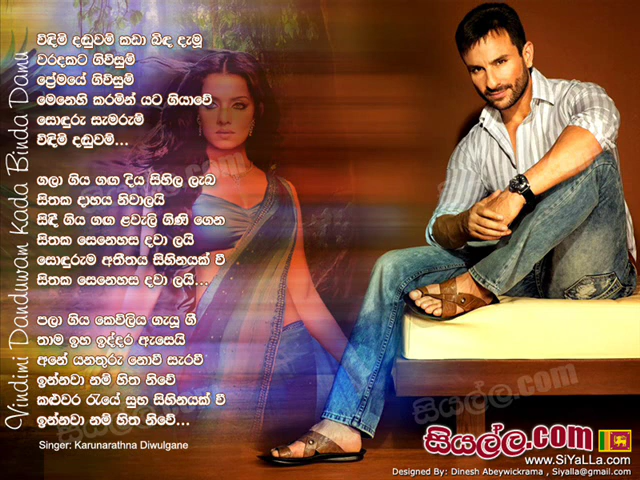 Vindimi Danduwam Kada Binda Damu
විඳිමි දඬුවම් කඩා බිඳ දැමූ
වරදකට ගිවිසුම්
ප්‍රේමයේ ගිවිසුම්
මෙනෙහි කරමින් යට ගියාවේ
සොඳුරු සැමරුම්
විඳිමි දඬුවම්...
ගලා ගිය ගඟ දිය සිහිල ලැබ
සිතක දාහය නිවාලයි
සිඳී ගිය ගඟ ළවැලි ගිණි ගෙන
සිතක සෙනෙහස දවා ලයි
සොඳුරුම අතීතය සිහිනයක් වී
සිතක සෙනෙහස දවා ලයි...
පලා ගිය කෙවිලිය ගැයූ ගී
තාම ඉහ ඉද්දර ඇසෙයි
අනේ යනතුරු නොවී සැරවී
ඉන්නවා නම් හිත නිවේ
කළුවර රැයේ සුභ සිහිනයක් වී
ඉන්නවා නම් හිත නිවේ...
Singer: Karunarathna Diwulgane
සියල්ල.com
www.SiYaLLa.com
Designed By: Dinesh Abeywickrama , Siyalla@gmail.com